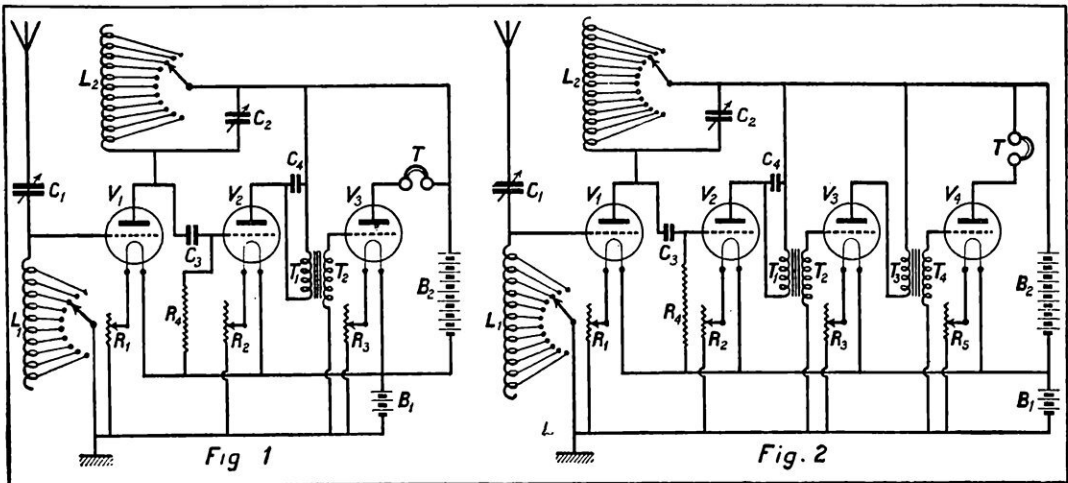 L2
C2
C4
T
C1
V1
V2
V3
C3
T1
T2
B2
L1
R1
R4
R2
R3
B1
Fig 1
L2
C2
C4
T
C1
V1
V2
V3
V4
C3
T1
T2
T3
T4
B2
L1
R1
R4
R2
R3
R5
B1
L
Fig. 2